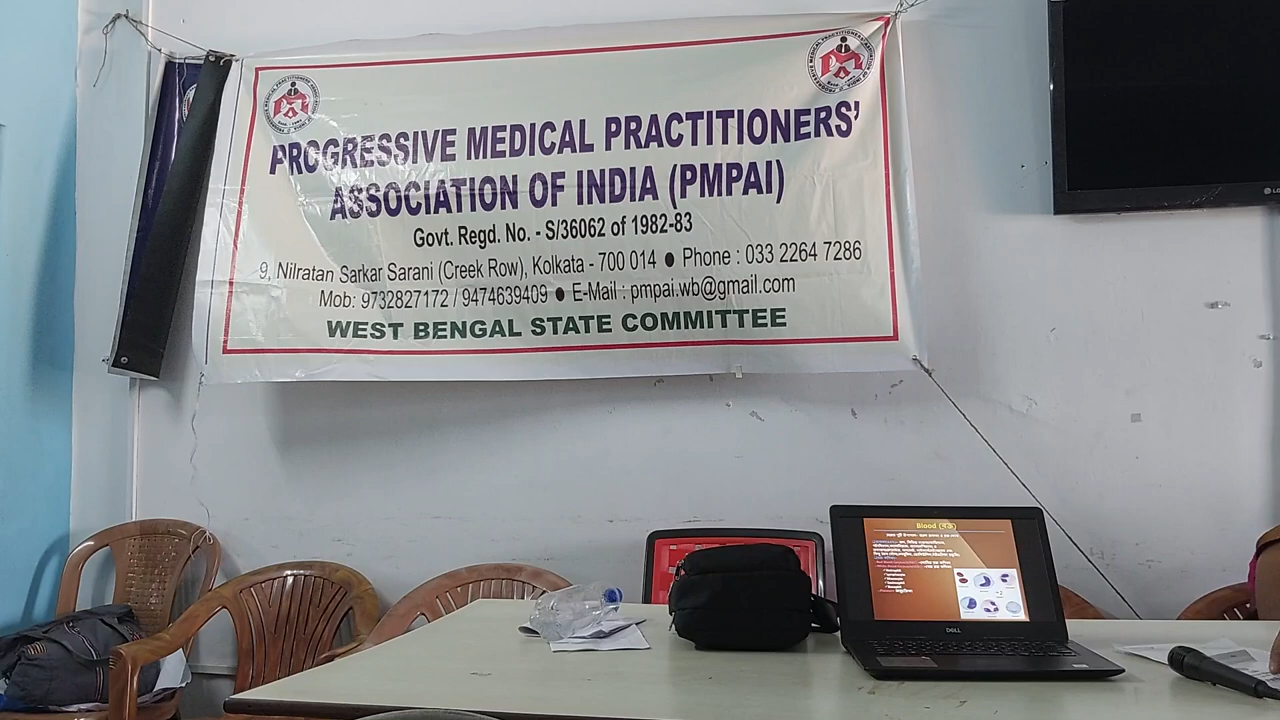 PROGRESSIVE MEDICAL PRACTITIONERS'
ASSOCIATION OF INDIA (PMPAI)
Govt. Regd. No. - S/36062 of 1982-83
9, Nilratan Sarkar Sarani (Creek Row), Kolkata - 700 014 ● Phone : 033 2264 7286
Mob: 9732827172 / 9474639409 ● E-Mail : pmpai.wb@gmail.com
WEST BENGAL STATE COMMITTEE
LG
Blood (রক্ত)
DELL